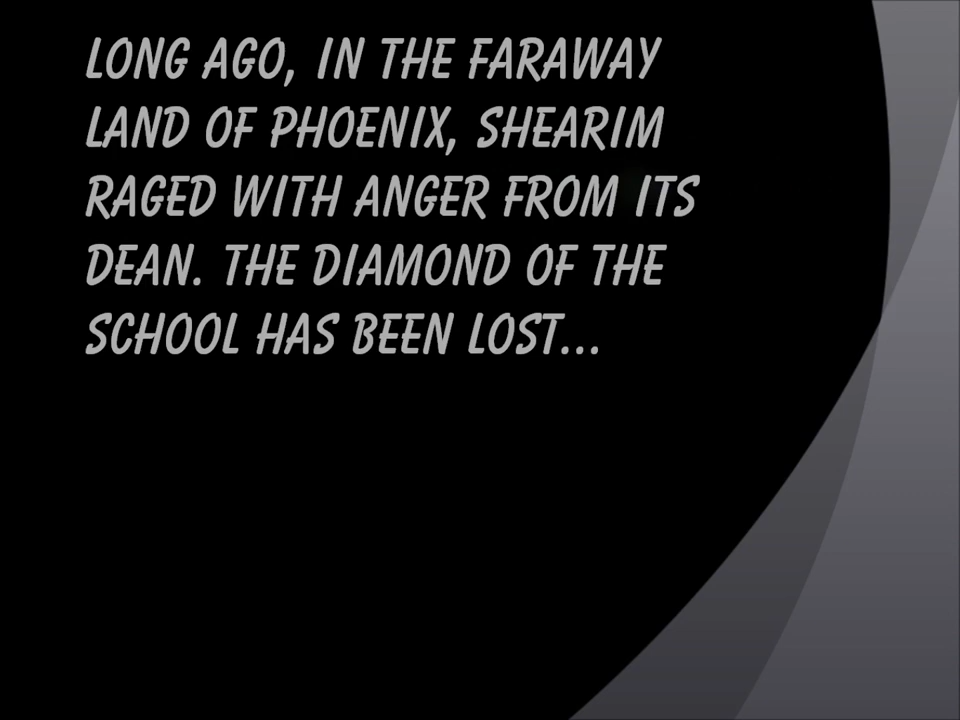 LONG AGO, IN THE FARAWAY
LAND OF PHOENIX, SHEARIM
RAGED WITH ANGER FROM ITS
DEAN. THE DIAMOND OF THE
SCHOOL HAS BEEN LOST...